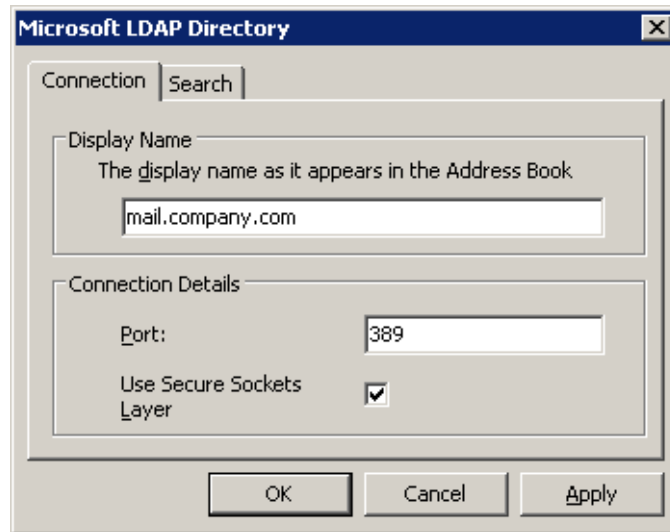 Microsoft LDAP Directory
Connection
Search
Display Name
The display name as it appears in the Address Book
mail.company.com
Connection Details
Port:
389
Use Secure Sockets
Layer
OK
Cancel
Apply